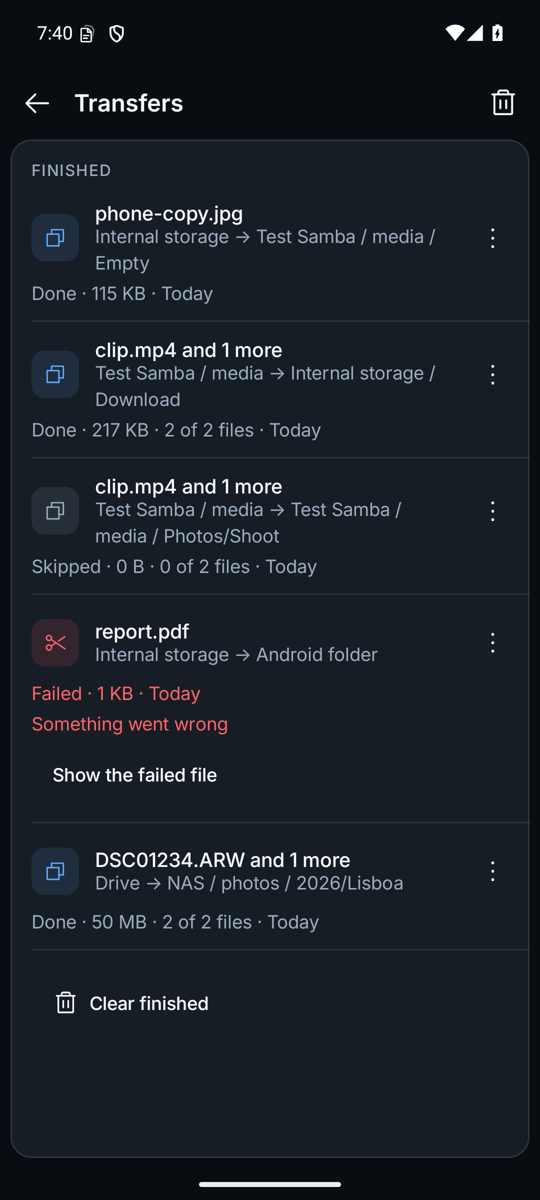 7:40
Transfers
FINISHED
phone-copy.jpg
Internal storage → Test Samba / media /
Empty
Done · 115 KB · Today
clip.mp4 and 1 more
Test Samba / media → Internal storage /
Download
Done · 217 KB · 2 of 2 files · Today
clip.mp4 and 1 more
Test Samba / media → Test Samba /
media / Photos/Shoot
Skipped · 0 B · 0 of 2 files · Today
report.pdf
Internal storage → Android folder
Failed · 1 KB · Today
Something went wrong
Show the failed file
DSC01234.ARW and 1 more
Drive → NAS / photos / 2026/Lisboa
Done · 50 MB · 2 of 2 files · Today
Clear finished